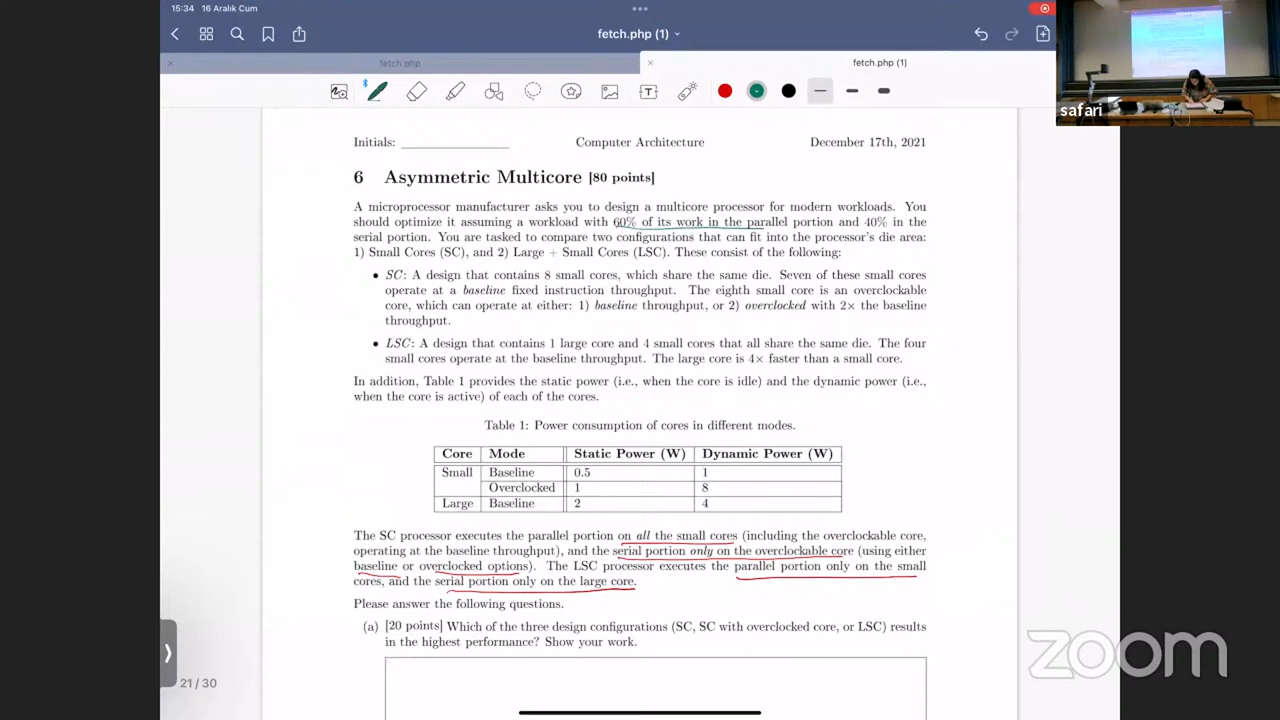 15:34 16 Aralık Cum
fetch.php (1)
fetch.php
fetch.php (1)
safari
Initials:
Computer Architecture
December 17th, 2021
6 Asymmetric Multicore [80 points]
A microprocessor manufacturer asks you to design a multicore processor for modern workloads. You
should optimize it assuming a workload with 60% of its work in the parallel portion and 40% in the
serial portion. You are tasked to compare two configurations that can fit into the processor's die area:
1) Small Cores (SC), and 2) Large + Small Cores (LSC). These consist of the following:
• SC: A design that contains 8 small cores, which share the same die. Seven of these small cores
operate at a baseline fixed instruction throughput. The eighth small core is an overclockable
core, which can operate at either: 1) baseline throughput, or 2) overclocked with 2× the baseline
throughput.
• LSC: A design that contains 1 large core and 4 small cores that all share the same die. The four
small cores operate at the baseline throughput. The large core is 4× faster than a small core.
In addition, Table 1 provides the static power (i.e., when the core is idle) and the dynamic power (i.e.,
when the core is active) of each of the cores.
Table 1: Power consumption of cores in different modes.
Core Mode Static Power (W) Dynamic Power (W)
Small Baseline 0.5 1
Overclocked 1 8
Large Baseline 2 4
The SC processor executes the parallel portion on all the small cores (including the overclockable core,
operating at the baseline throughput), and the serial portion only on the overclockable core (using either
baseline or overclocked options). The LSC processor executes the parallel portion only on the small
cores, and the serial portion only on the large core.
Please answer the following questions.
(a) [20 points] Which of the three design configurations (SC, SC with overclocked core, or LSC) results
in the highest performance? Show your work.
21 / 30
zoom